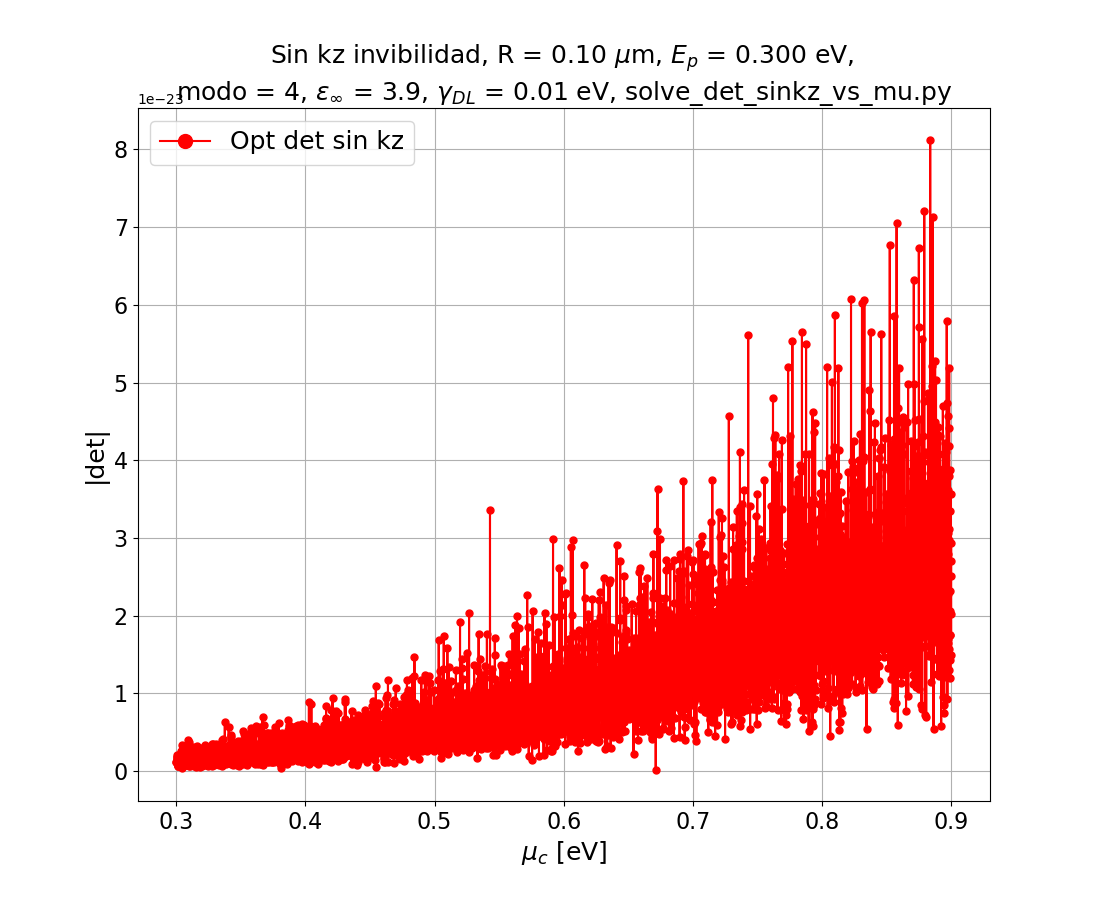 Sin kz invibilidad, R = 0.10 μm, E_p = 0.300 eV,
modo = 4, ε_∞ = 3.9, γ_DL = 0.01 eV, solve_det_sinkz_vs_mu.py
1e−23
Opt det sin kz
8
7
6
5
4
3
2
1
0
|det|
0.3 0.4 0.5 0.6 0.7 0.8 0.9
μ_c [eV]